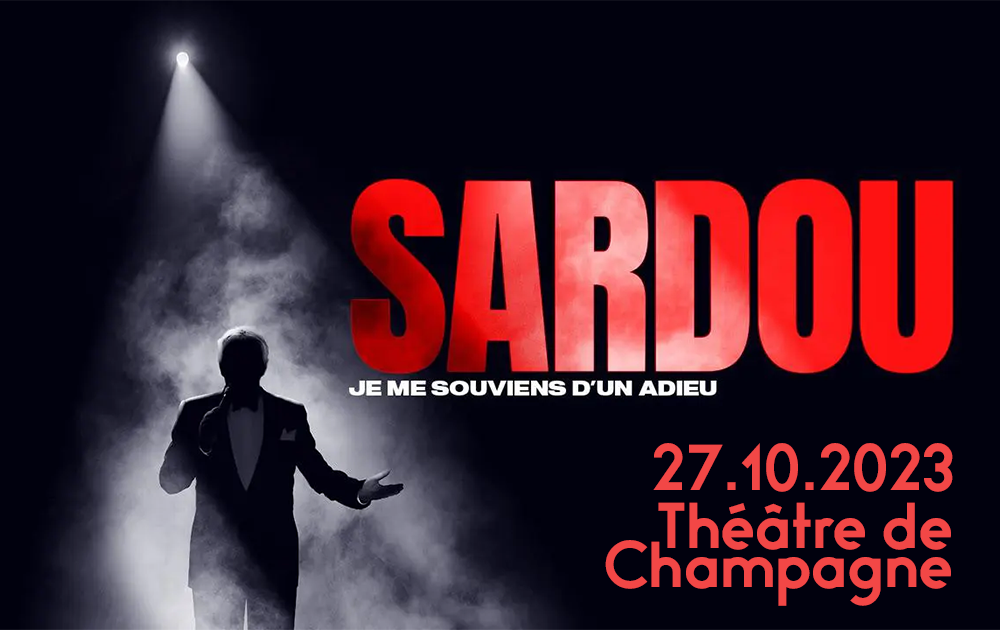 SARDOU
JE ME SOUVIENS D'UN ADIEU
27.10.2023
Théâtre de
Champagne